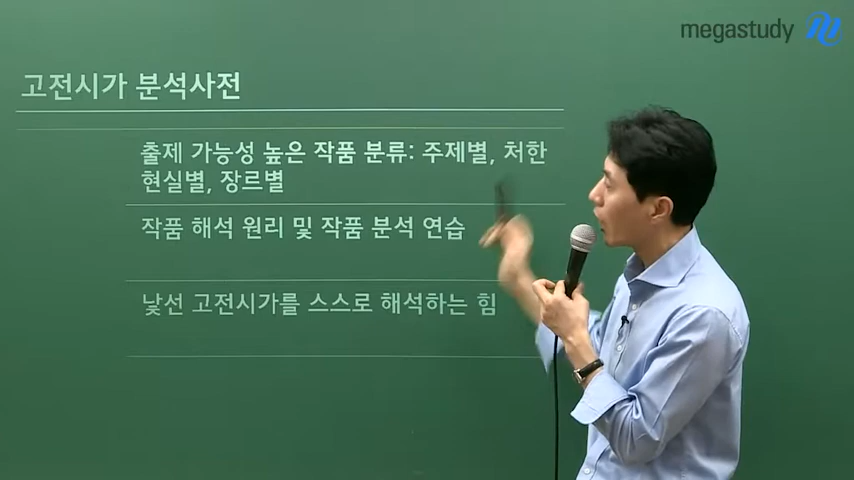 megastudy
고전시가 분석사전
출제 가능성 높은 작품 분류: 주제별, 처한
현실별, 장르별
작품 해석 원리 및 작품 분석 연습
낯선 고전시가를 스스로 해석하는 힘